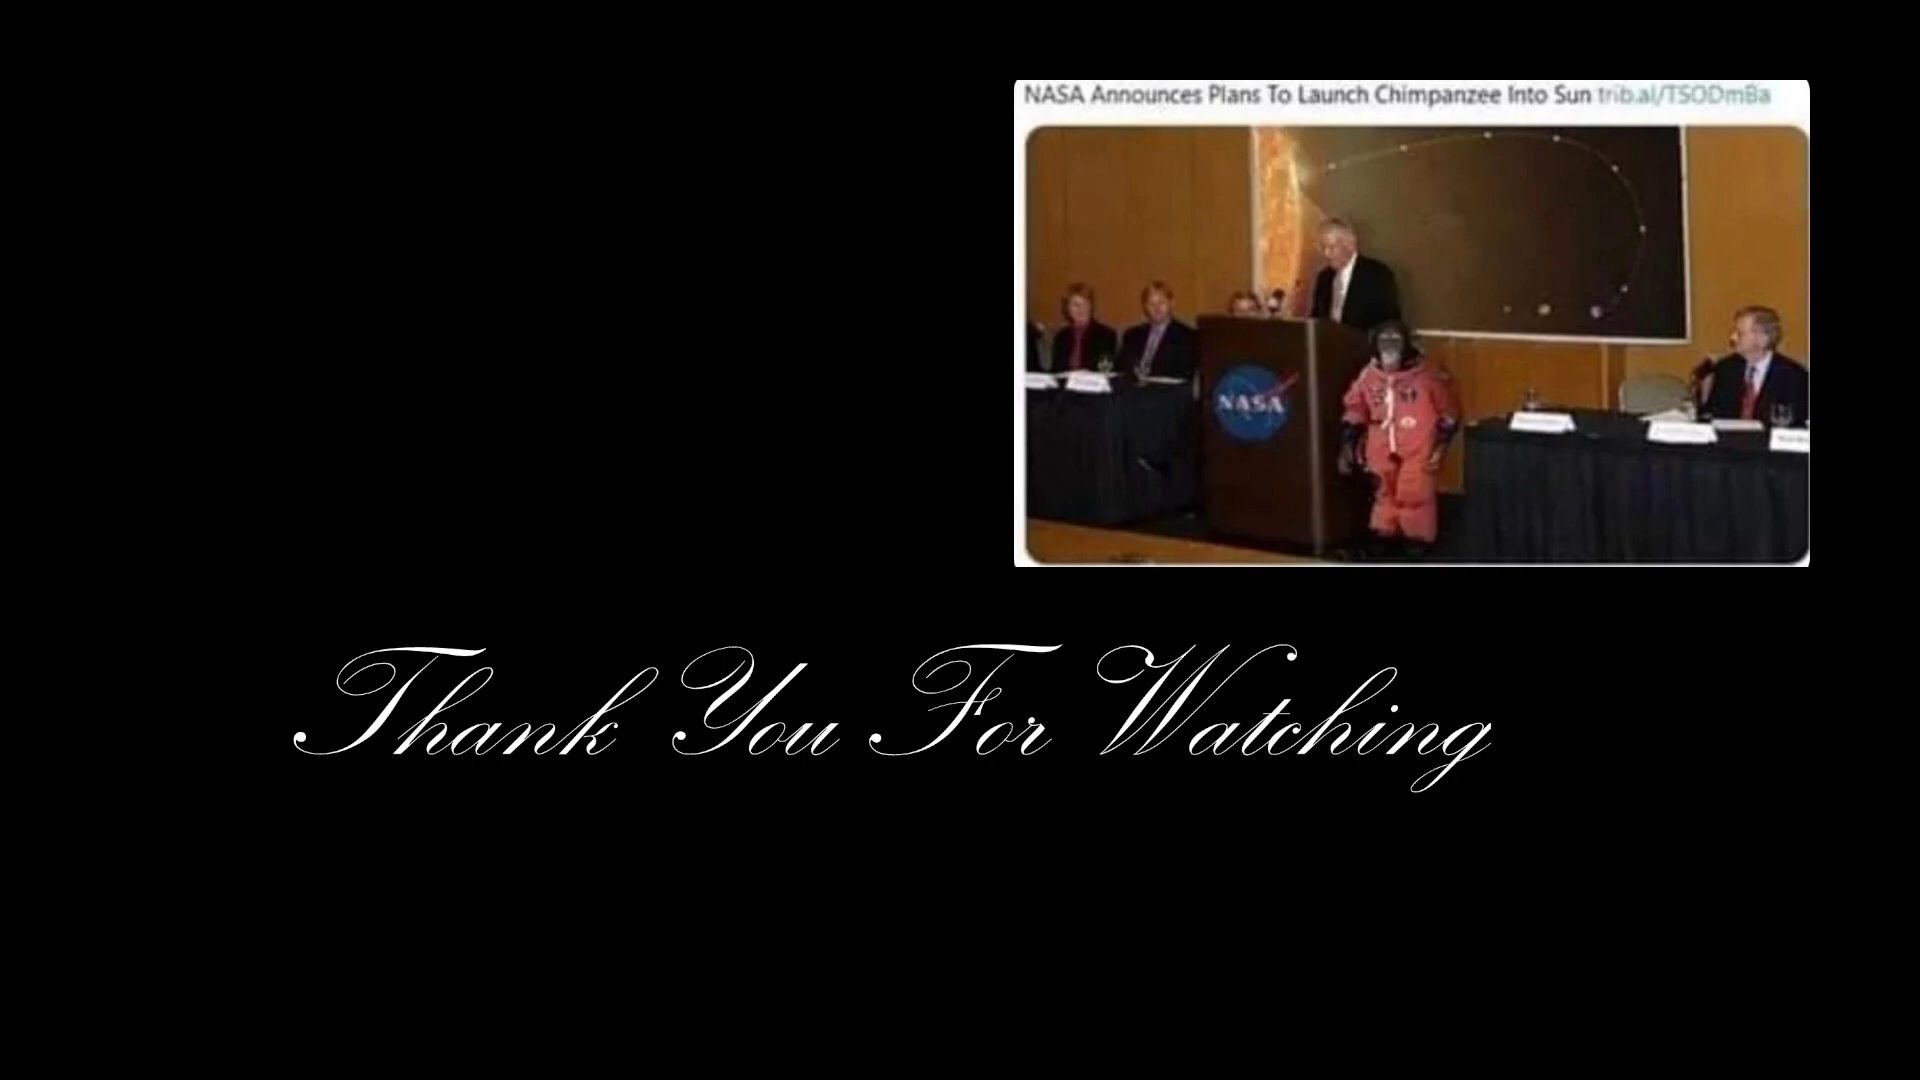 NASA Announces Plans To Launch Chimpanzee Into Sun trib.al/TSODmBa
NASA
Thank You For Watching